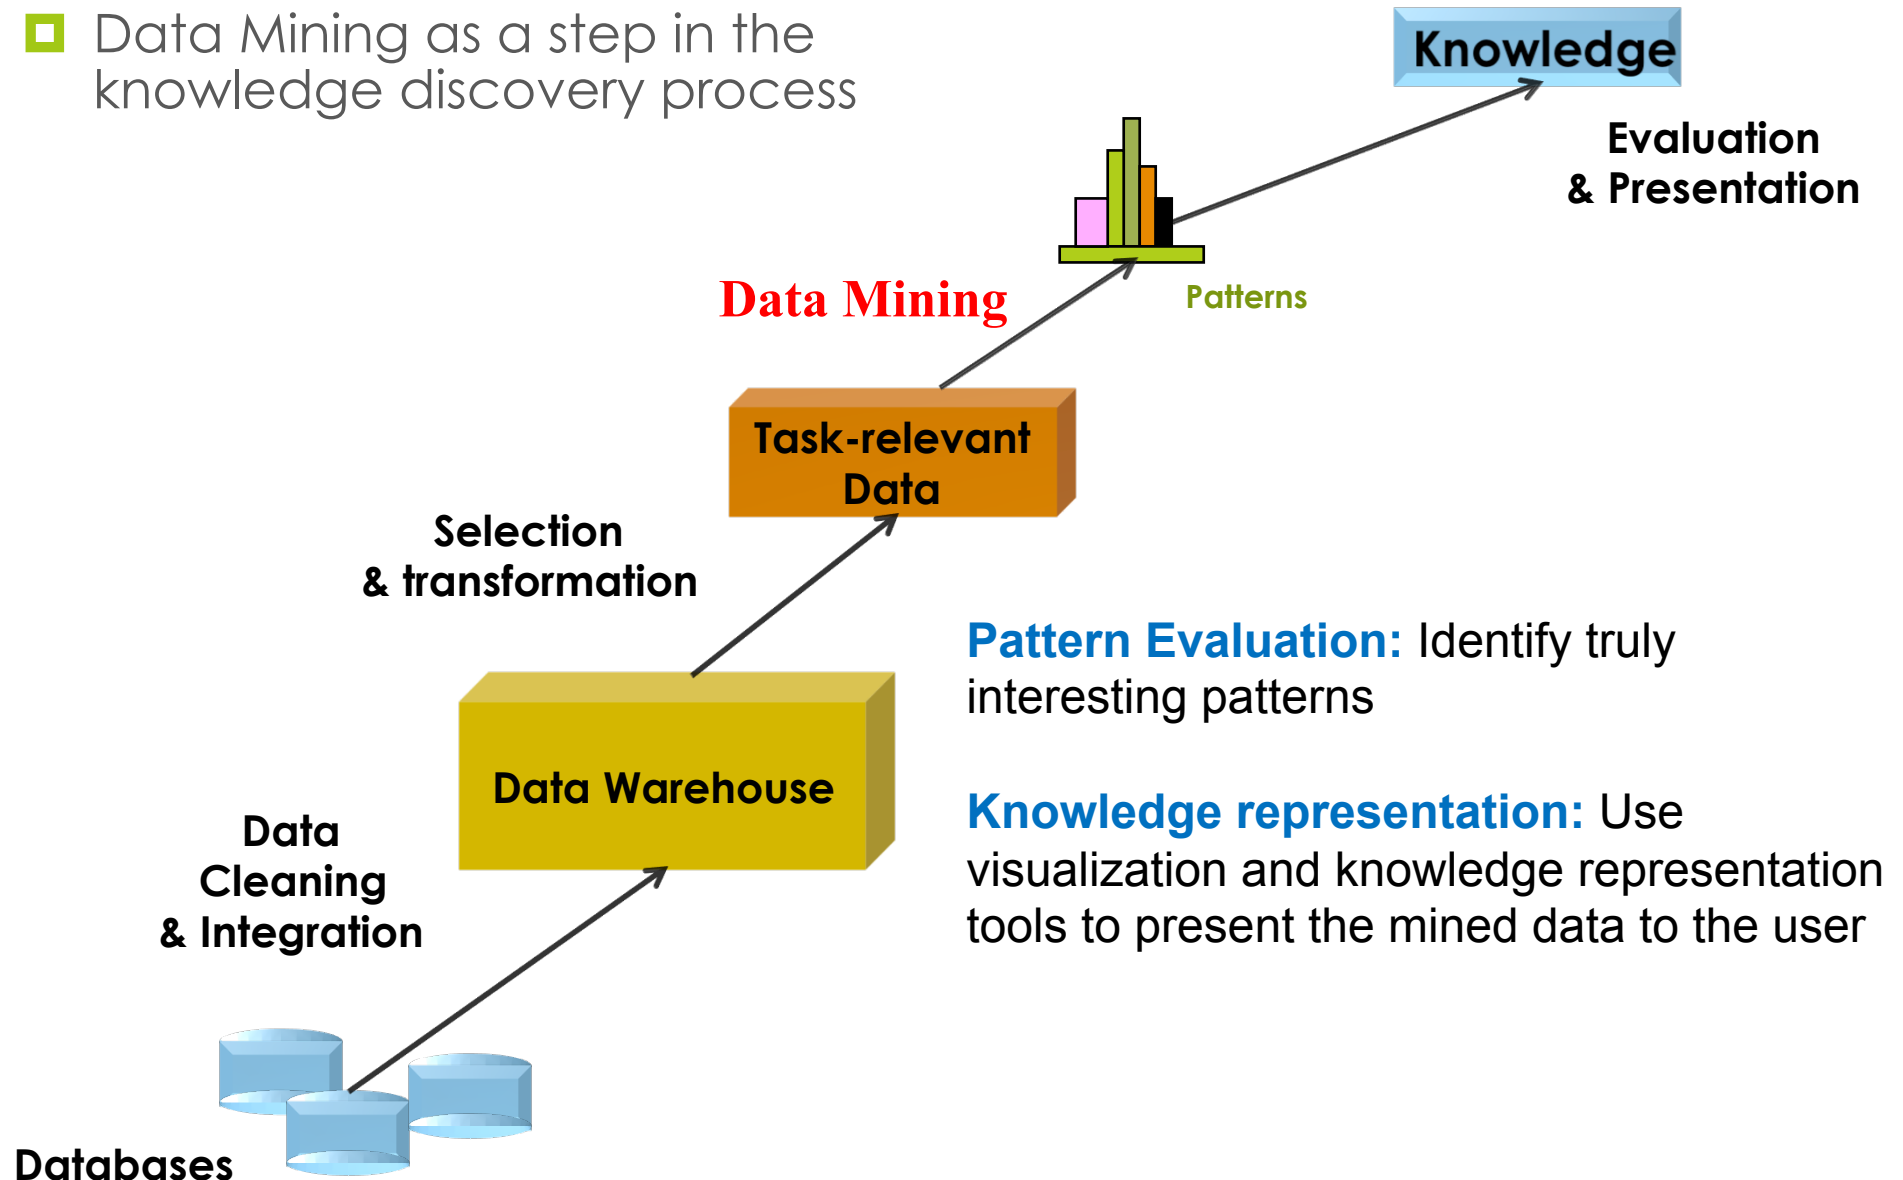 Data Mining as a step in the
knowledge discovery process
Knowledge
Evaluation
& Presentation
Patterns
Data Mining
Task-relevant
Data
Selection
& transformation
Pattern Evaluation: Identify truly
interesting patterns
Data Warehouse
Knowledge representation: Use
visualization and knowledge representation
tools to present the mined data to the user
Data
Cleaning
& Integration
Databases